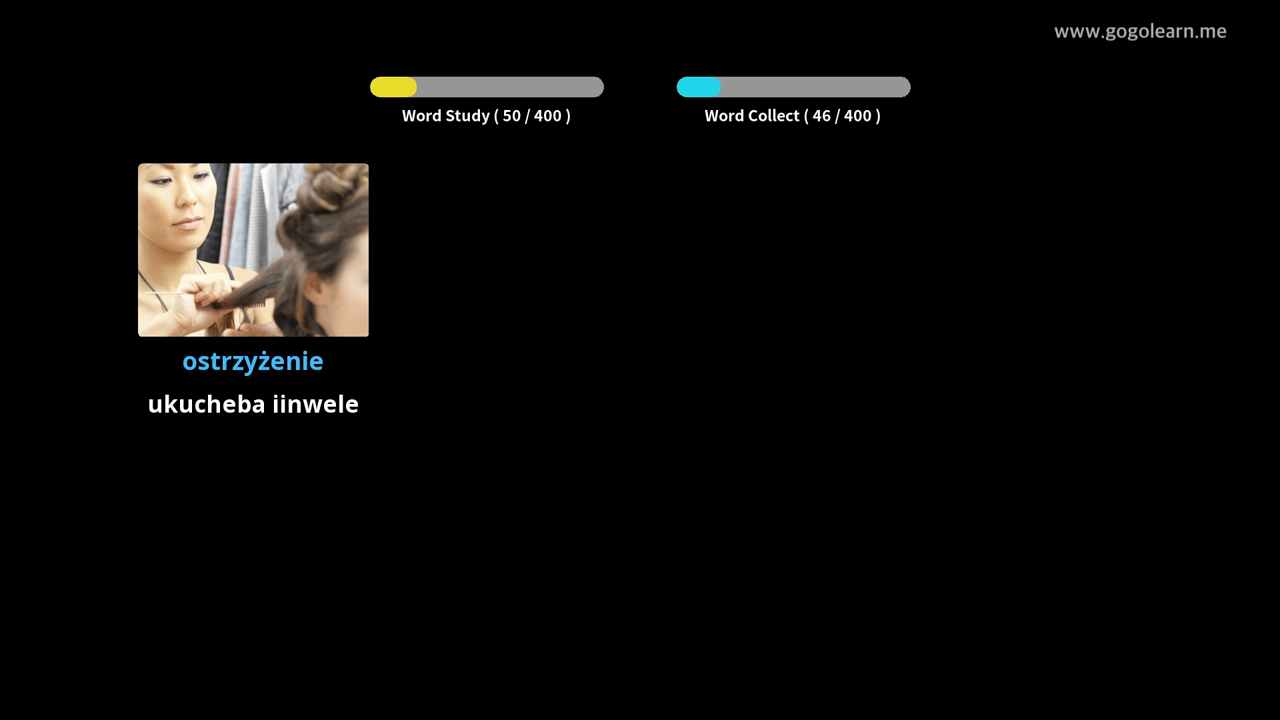 www.gogolearn.me
Word Study ( 50 / 400 )
Word Collect ( 46 / 400 )
ostrzyżenie
ukucheba iinwele